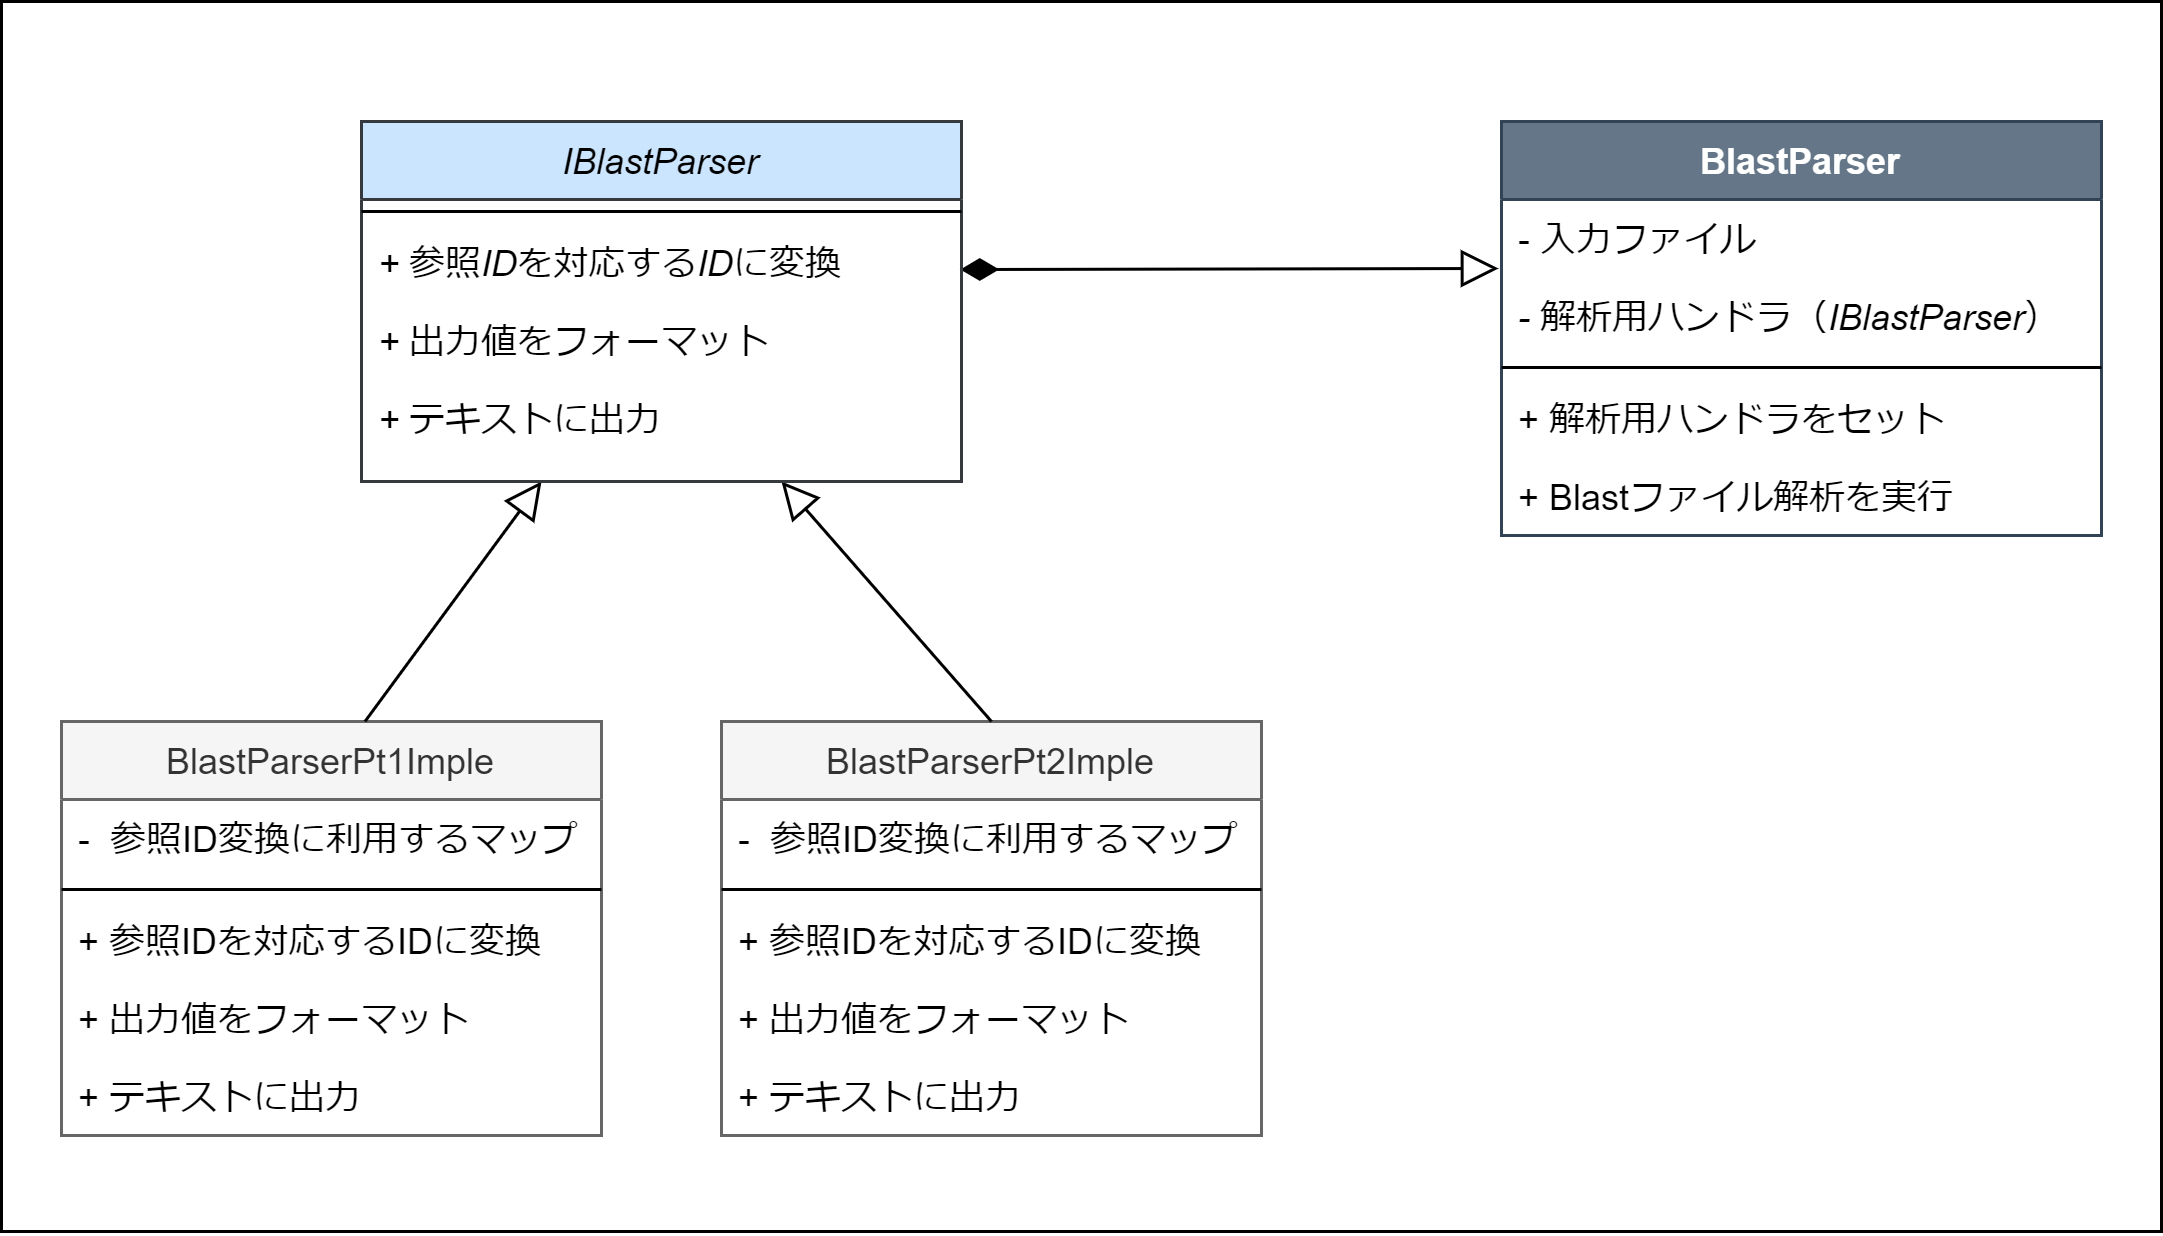 IBlastParser
+ 参照IDを対応するIDに変換
+ 出力値をフォーマット
+ テキストに出力
BlastParser
- 入力ファイル
- 解析用ハンドラ（IBlastParser）
+ 解析用ハンドラをセット
+ Blastファイル解析を実行
BlastParserPt1Imple
- 参照ID変換に利用するマップ
+ 参照IDを対応するIDに変換
+ 出力値をフォーマット
+ テキストに出力
BlastParserPt2Imple
- 参照ID変換に利用するマップ
+ 参照IDを対応するIDに変換
+ 出力値をフォーマット
+ テキストに出力